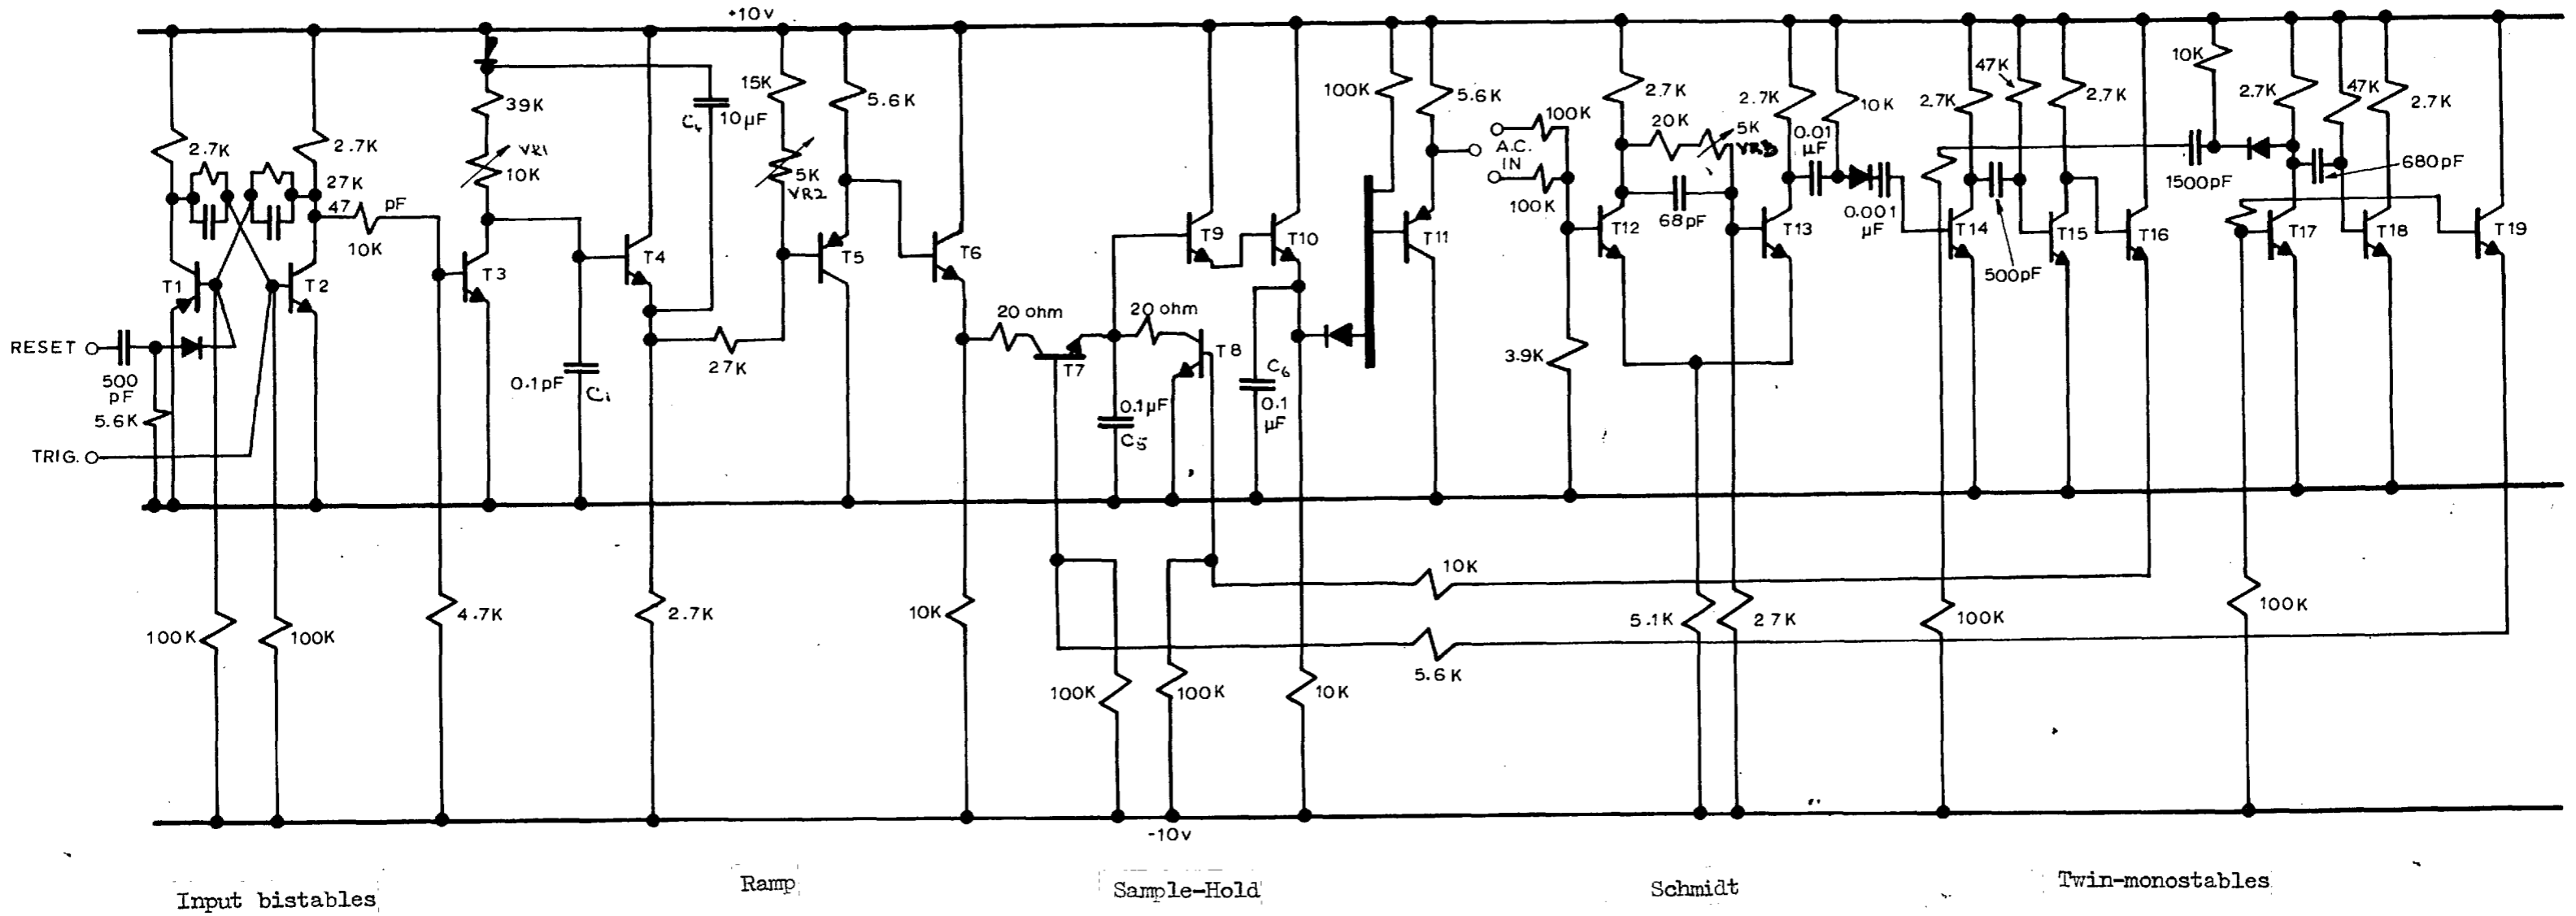 +10v
2.7K
2.7K
27K
47 pF
10K
T1
T2
RESET
500 pF
5.6K
TRIG.
100K
100K
39K
VR1
10K
T3
4.7K
0.1pF
C1
T4
10µF
27K
2.7K
15K
5K
VR2
5.6K
T5
T6
10K
20 ohm
T7
20 ohm
T8
0.1µF
C5
100K
100K
T9
T10
C6
0.1 µF
10K
100K
5.6K
T11
10K
5.6K
100K
A.C. IN
100K
3.9K
2.7K
20K
5K
VR3
T12
68pF
T13
5.1K
27K
2.7K
0.01 µF
10K
0.001 µF
2.7K
47K
2.7K
T14
500pF
T15
T16
100K
10K
1500pF
2.7K
47K
2.7K
680pF
T17
T18
T19
100K
-10v
Input bistables
Ramp
Sample-Hold
Schmidt
Twin-monostables